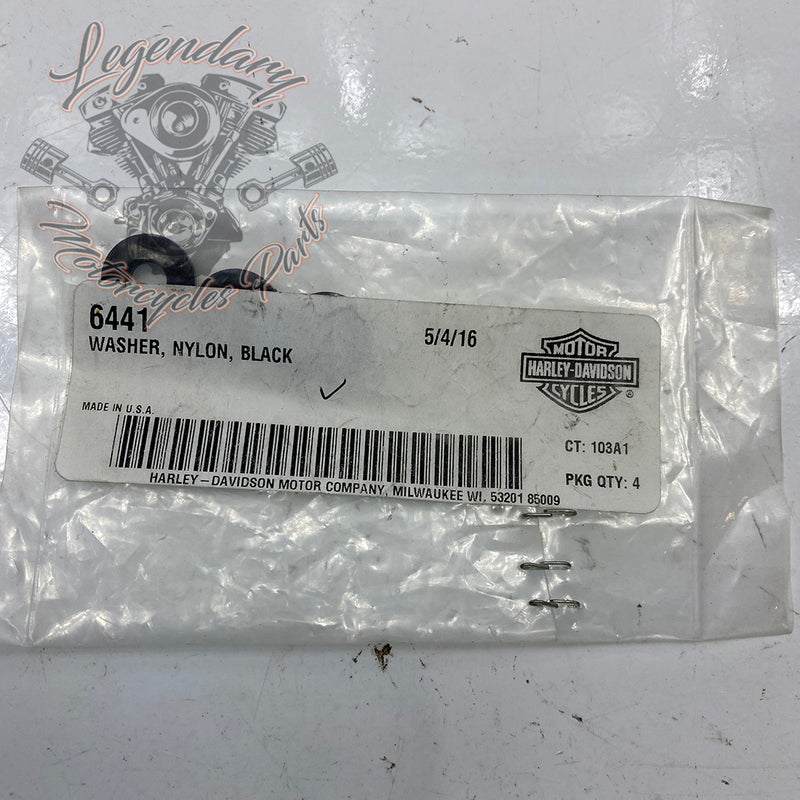 Legendary
Motorcycles Parts
6441
5/4/16
WASHER, NYLON, BLACK
MOTOR
HARLEY-DAVIDSON
CYCLES
®
MADE IN U.S.A.
CT: 103A1
PKG QTY: 4
HARLEY-DAVIDSON MOTOR COMPANY, MILWAUKEE WI. 53201 85009